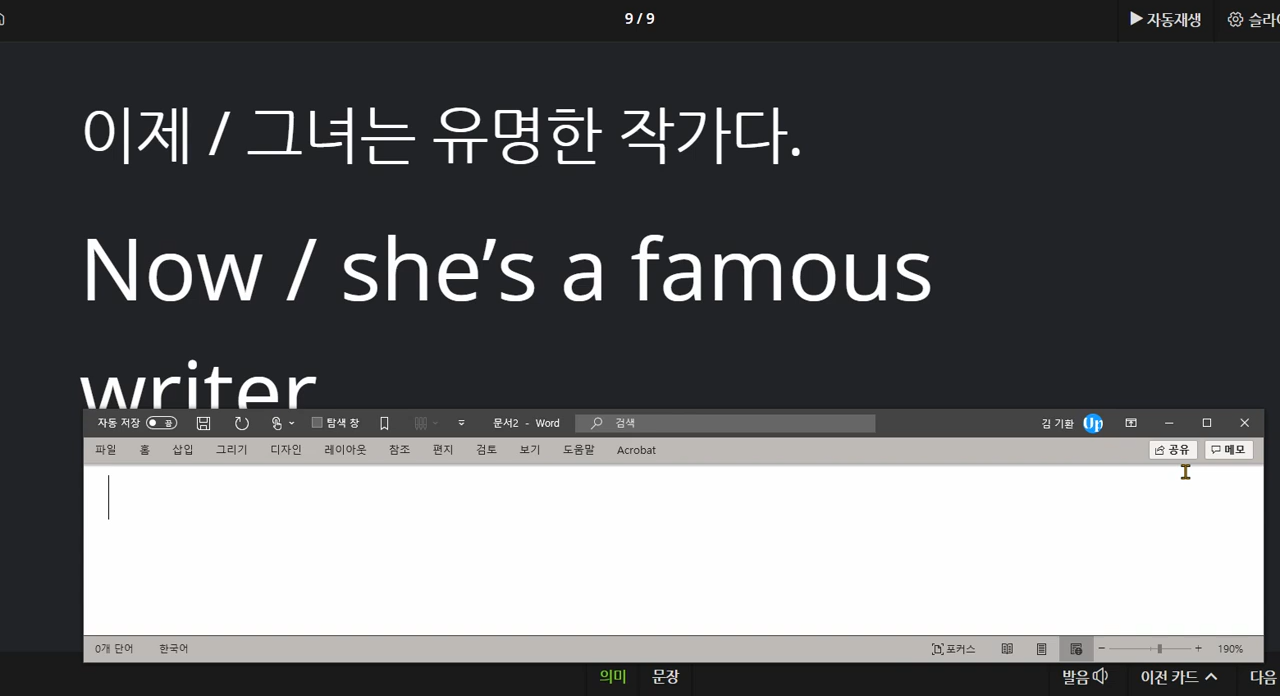 9 / 9
자동재생
이제 / 그녀는 유명한 작가다.
Now / she’s a famous
writer
자동 저장 끔 탐색 창 문서2 - Word 검색 김 기환 Up
파일 홈 삽입 그리기 디자인 레이아웃 참조 편지 검토 보기 도움말 Acrobat 공유 메모
0개 단어 한국어 포커스 190%
의미 문장 발음 이전 카드 다음